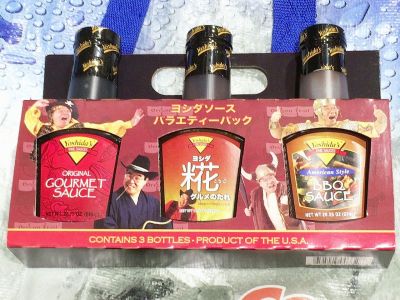 ヨシダソース
バラエティーパック
Yoshida's
ORIGINAL
GOURMET
SAUCE
Yoshida's
ヨシダ
糀
グルメのたれ
Yoshida's
American Style
BBQ
SAUCE
CONTAINS 3 BOTTLES • PRODUCT OF THE U.S.A.